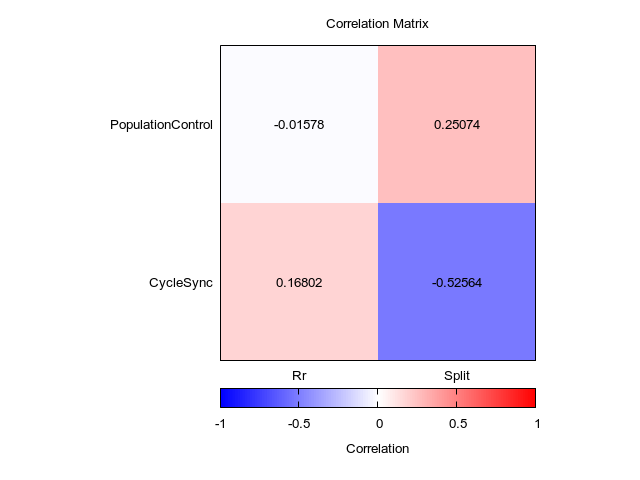 Correlation Matrix
PopulationControl
-0.01578
0.25074
CycleSync
0.16802
-0.52564
Rr
Split
-1
-0.5
0
0.5
1
Correlation